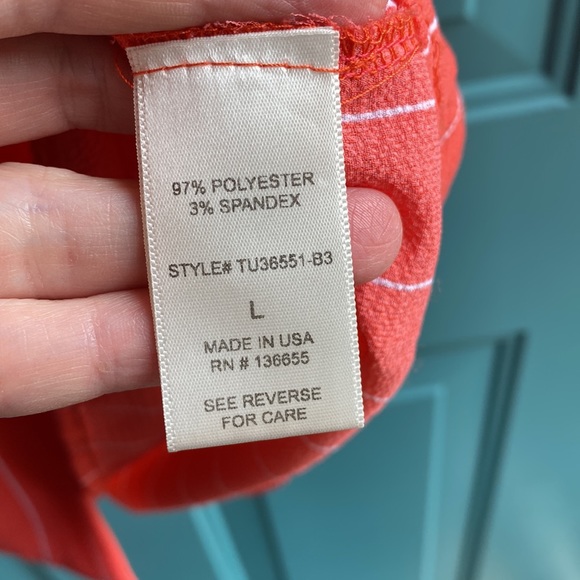 97% POLYESTER
3% SPANDEX
STYLE# TU36551-B3
L
MADE IN USA
RN # 136655
SEE REVERSE
FOR CARE